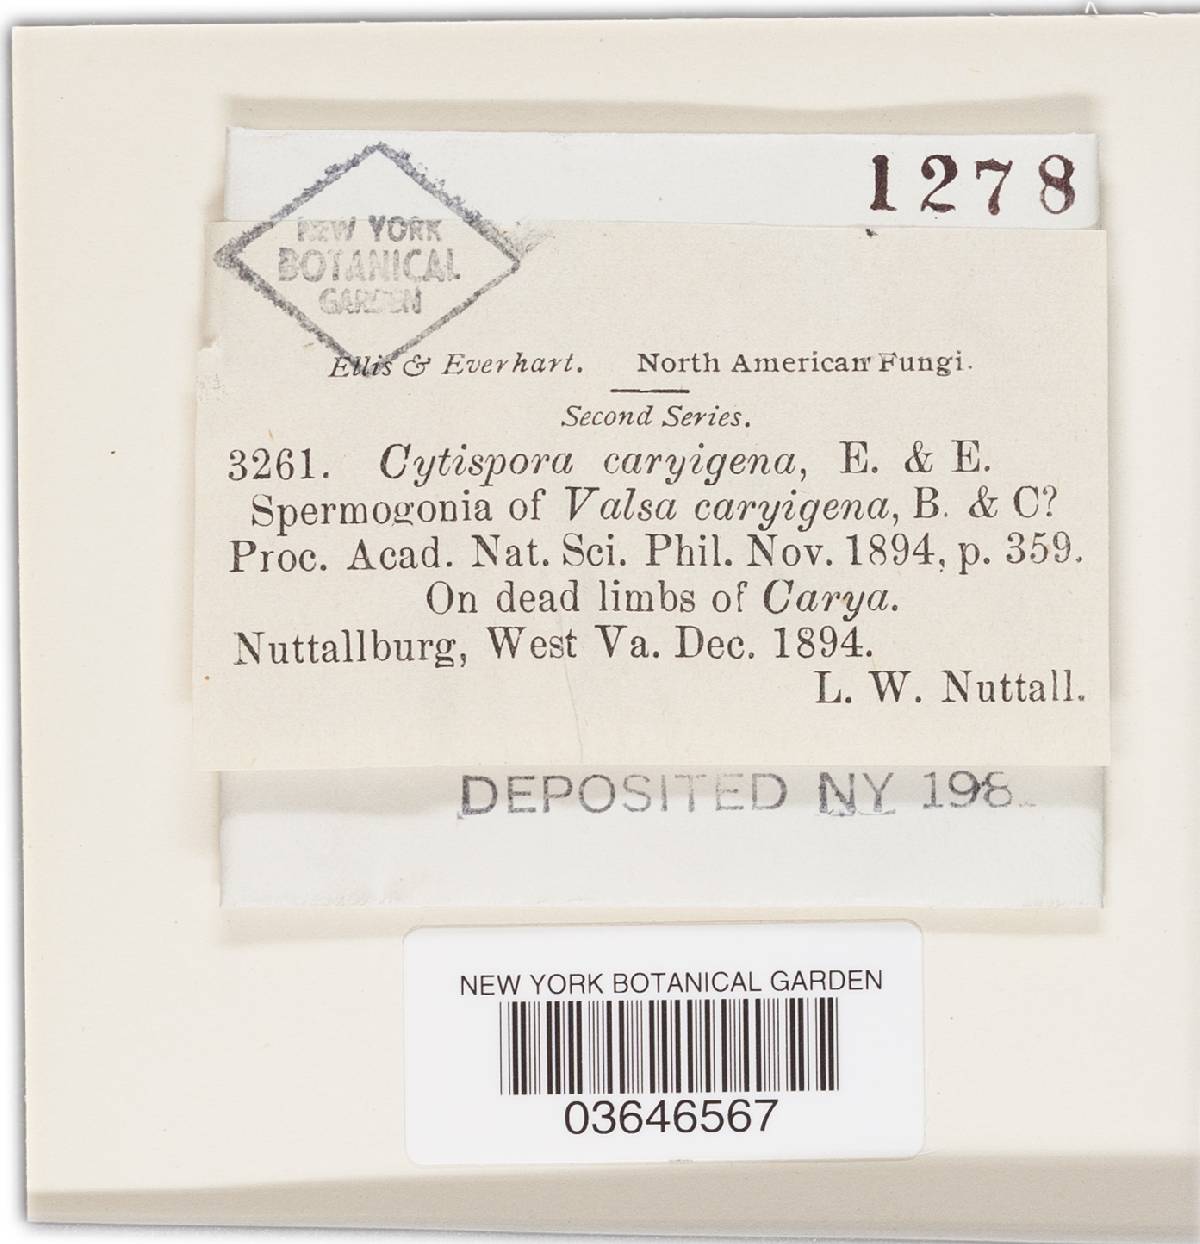 1278
NEW YORK
BOTANICAL
GARDEN
Ellis & Everhart. North American Fungi.
Second Series.
3261. Cytispora caryigena, E. & E.
Spermogonia of Valsa caryigena, B. & C?
Proc. Acad. Nat. Sci. Phil. Nov. 1894, p. 359.
On dead limbs of Carya.
Nuttallburg, West Va. Dec. 1894.
L. W. Nuttall.
DEPOSITED NY
NEW YORK BOTANICAL GARDEN
03646567